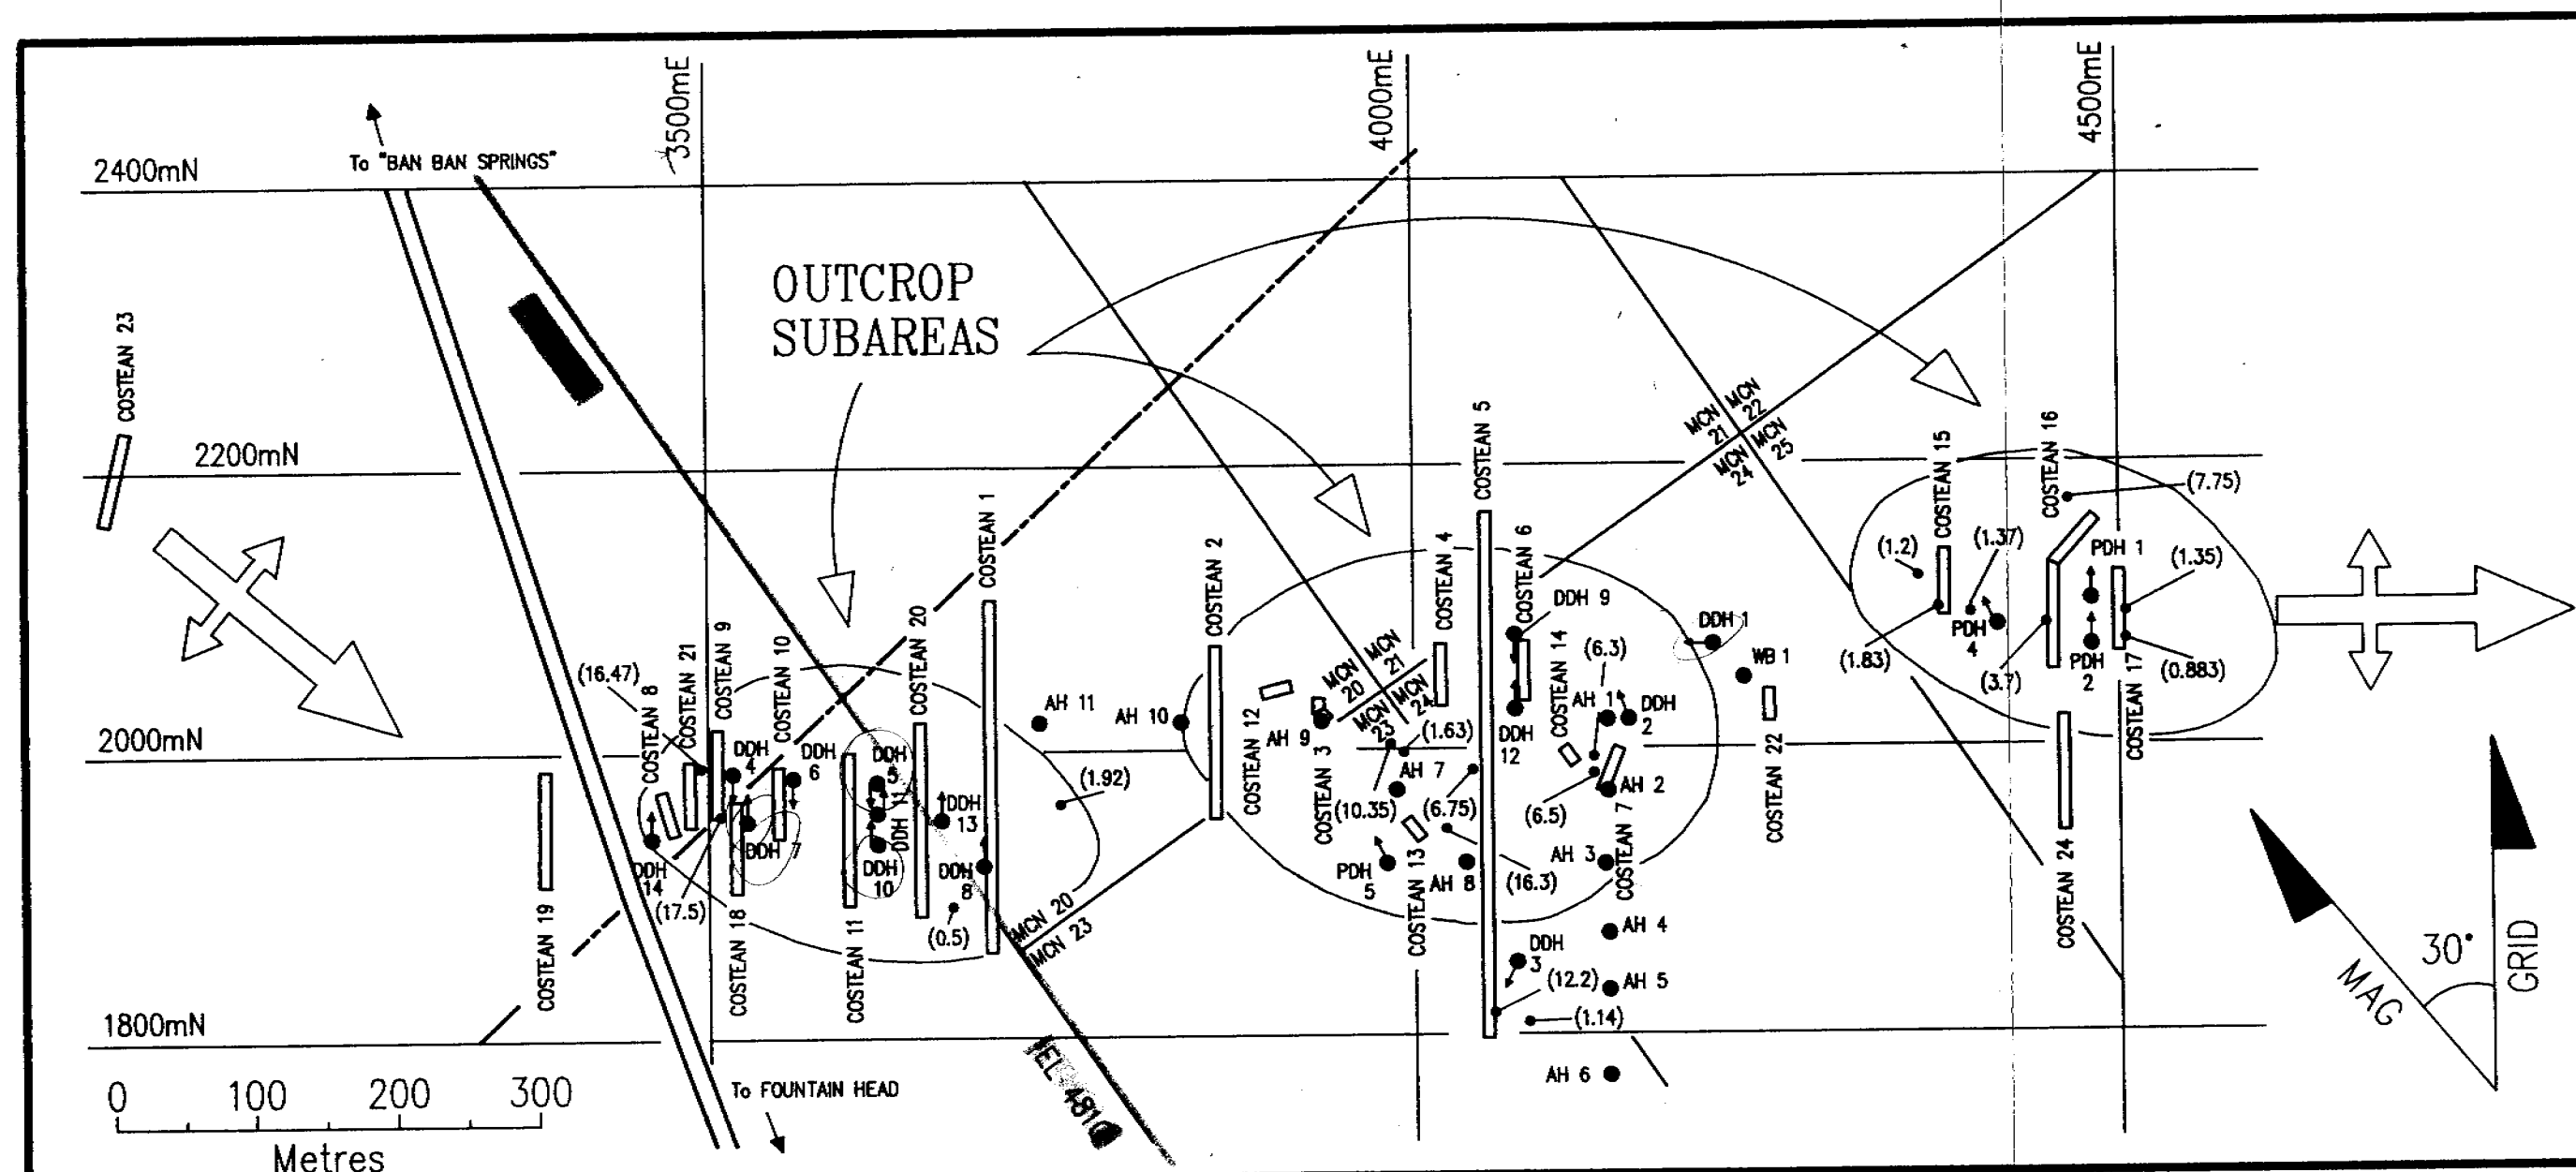 3500mE
4000mE
4500mE
To "BAN BAN SPRINGS"
2400mN
OUTCROP
SUBAREAS
COSTEAN 23
2200mN
MCN
21
MCN
22
MCN
24
MCN
25
COSTEAN 5
COSTEAN 15
COSTEAN 16
(7.75)
COSTEAN 1
COSTEAN 2
COSTEAN 4
COSTEAN 6
DDH 9
(1.2)
(1.37)
PDH 1
(1.35)
COSTEAN 20
COSTEAN 10
COSTEAN 9
COSTEAN 21
COSTEAN 8
(16.47)
MCN
20
MCN
21
MCN
23
MCN
24
COSTEAN 14
(6.3)
DDH 1
WB 1
(1.83)
PDH
4
(3.7)
PDH
2
(0.883)
COSTEAN 17
AH 11
AH 10
COSTEAN 12
AH 9
COSTEAN 3
(1.63)
DDH
12
AH 1
DDH
2
2000mN
DDH
4
DDH
6
DDH
5
DDH 11
DDH
13
(1.92)
AH 7
(10.35)
(6.75)
(6.5)
AH 2
COSTEAN 7
COSTEAN 22
DDH 7
DDH
14
(17.5)
DDH
10
DDH
8
(0.5)
PDH
5
COSTEAN 13
AH 8
(16.3)
AH 3
COSTEAN 24
COSTEAN 19
COSTEAN 18
COSTEAN 11
MCN 20
MCN 23
DDH
3
(12.2)
(1.14)
AH 4
AH 5
AH 6
30°
MAG
GRID
1800mN
0 100 200 300
Metres
To FOUNTAIN HEAD